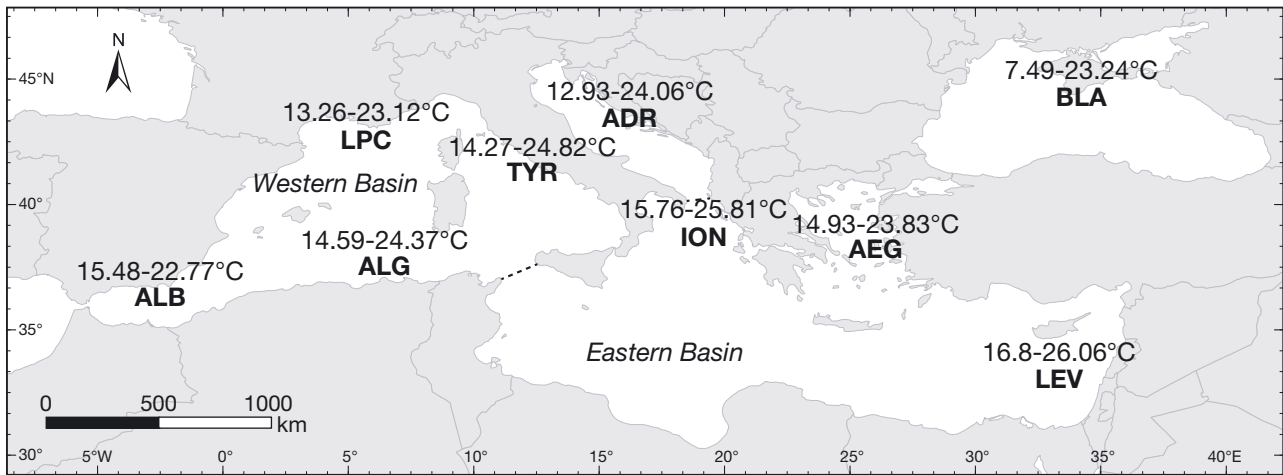 N
45°N
7.49-23.24°C
BLA
12.93-24.06°C
ADR
13.26-23.12°C
LPC
14.27-24.82°C
TYR
Western Basin
40°
15.76-25.81°C
ION
14.93-23.83°C
AEG
14.59-24.37°C
ALG
15.48-22.77°C
ALB
35°
Eastern Basin
16.8-26.06°C
LEV
0 500 1000
km
30°
5°W 0° 5° 10° 15° 20° 25° 30° 35° 40°E